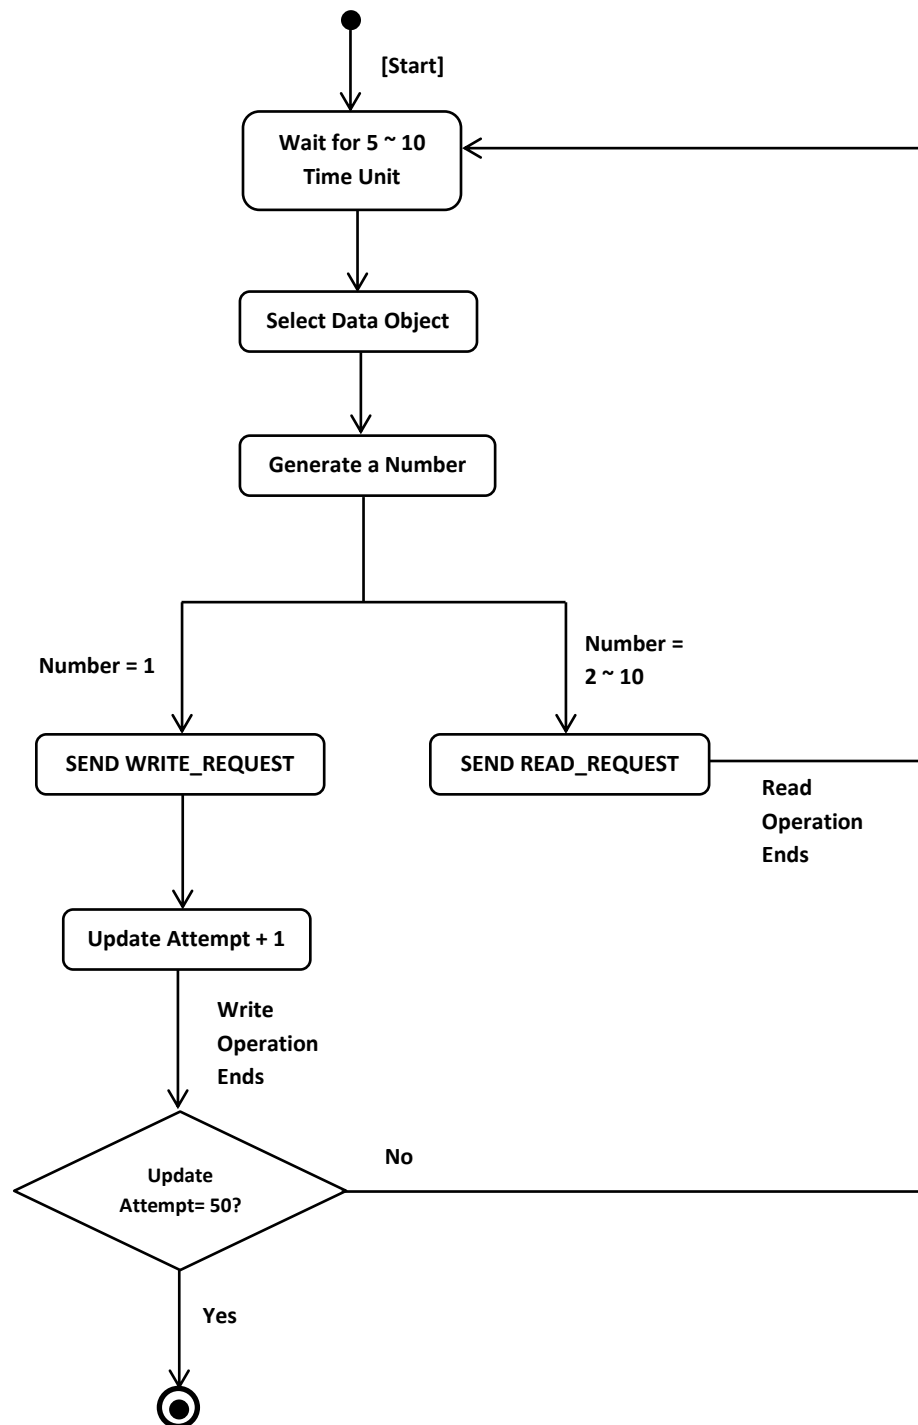 [Start]
Wait for 5 ~ 10
Time Unit
Select Data Object
Generate a Number
Number = 1
Number =
2 ~ 10
SEND WRITE_REQUEST
SEND READ_REQUEST
Read
Operation
Ends
Update Attempt + 1
Write
Operation
Ends
Update
Attempt= 50?
No
Yes